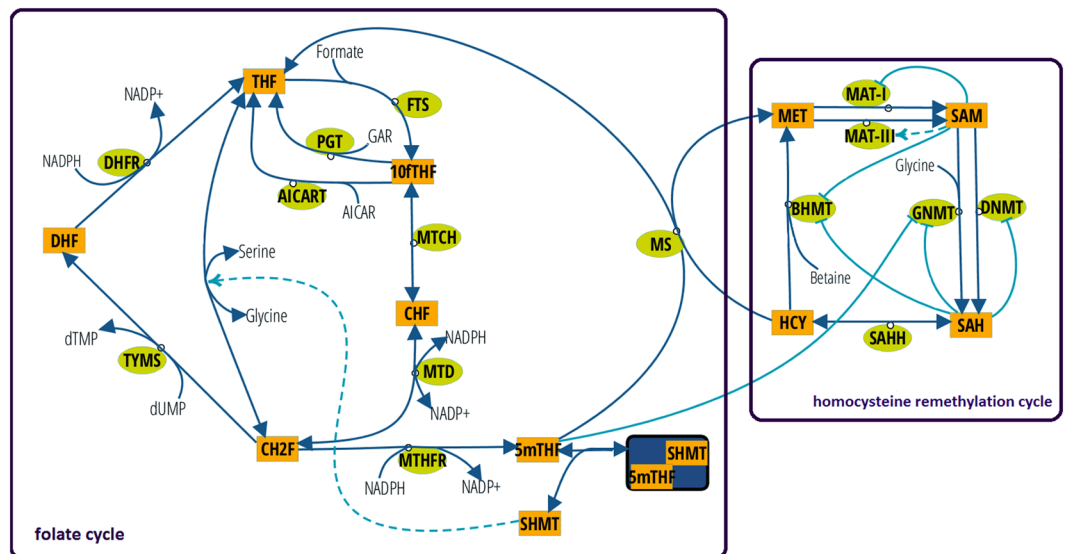 Formate
THF
FTS
NADP+
PGT
GAR
NADPH
DHFR
10fTHF
AICART
AICAR
DHF
MTCH
MS
Serine
CHF
Glycine
dTMP
NADPH
TYMS
MTD
dUMP
NADP+
CH2F
MTHFR
5mTHF
SHMT
5mTHF
NADPH
NADP+
SHMT
folate cycle
MAT-I
MET
SAM
MAT-III
Glycine
BHMT
GNMT
DNMT
Betaine
HCY
SAHH
SAH
homocysteine remethylation cycle